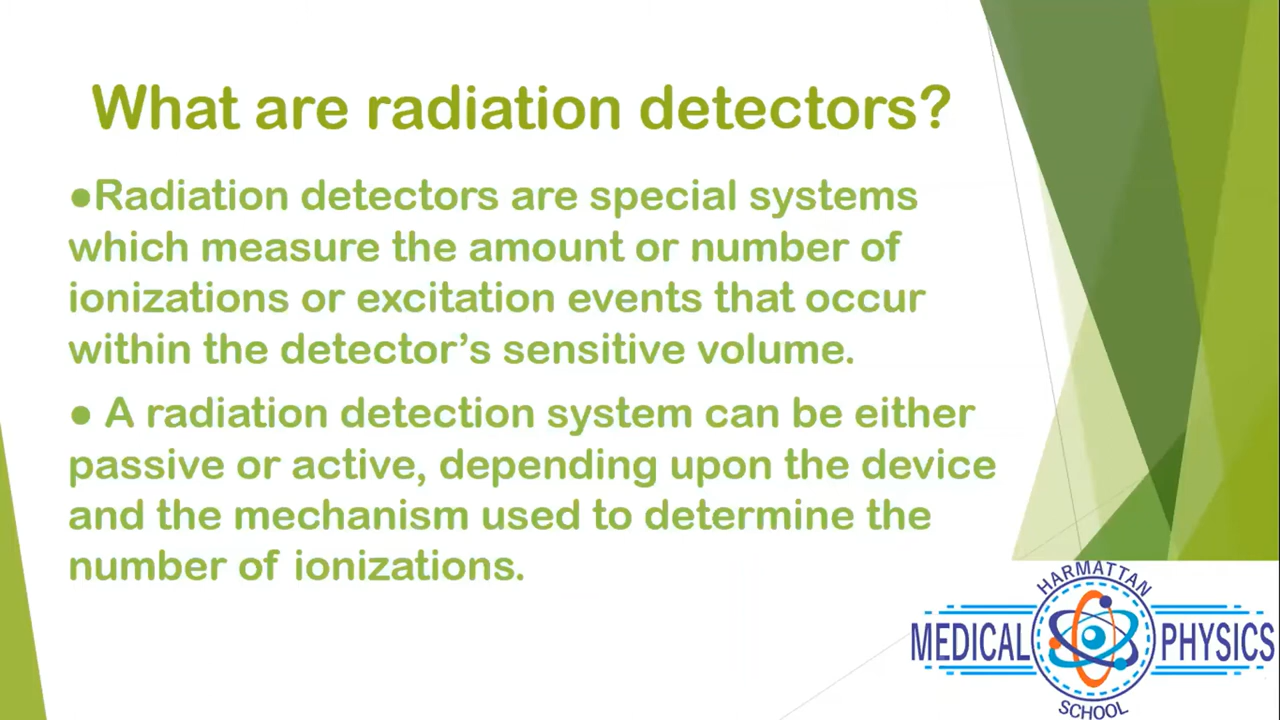 What are radiation detectors?
●Radiation detectors are special systems
which measure the amount or number of
ionizations or excitation events that occur
within the detector’s sensitive volume.
● A radiation detection system can be either
passive or active, depending upon the device
and the mechanism used to determine the
number of ionizations.
HARMATTAN
MEDICAL PHYSICS
SCHOOL